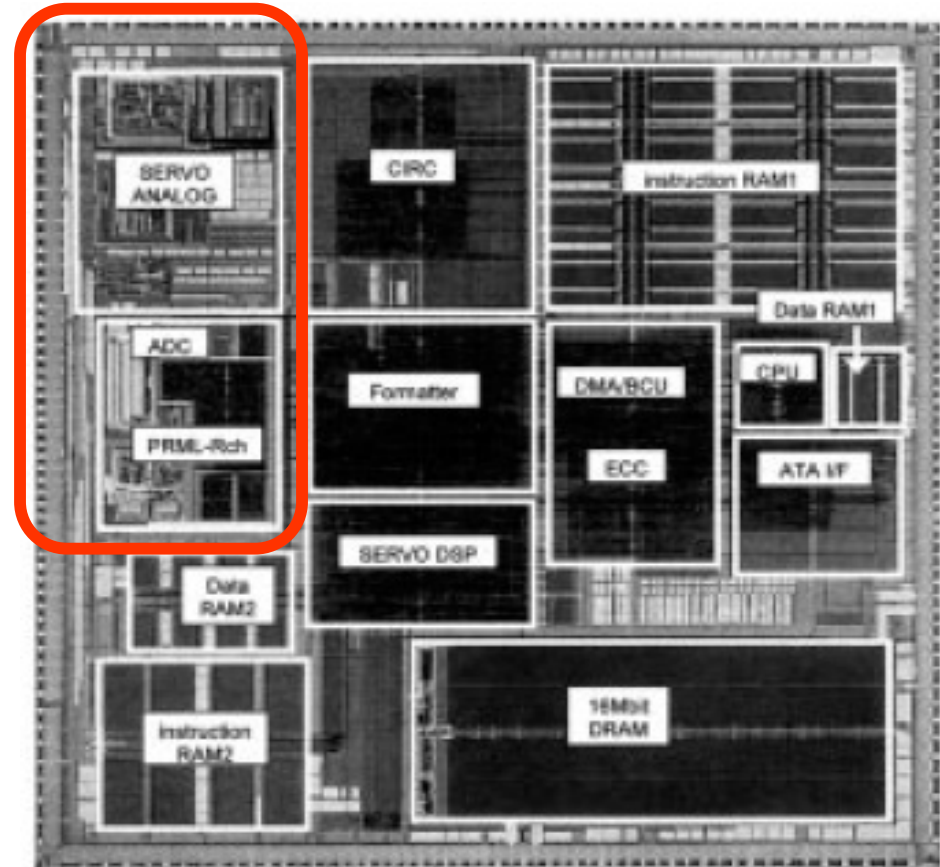 SERVO
ANALOG
CIRC
Instruction RAM1
Data RAM1
ADC
PRML-Rch
Formatter
DMA/BCU
ECC
CPU
ATA I/F
SERVO DSP
Data
RAM2
Instruction
RAM2
16Mbit
DRAM